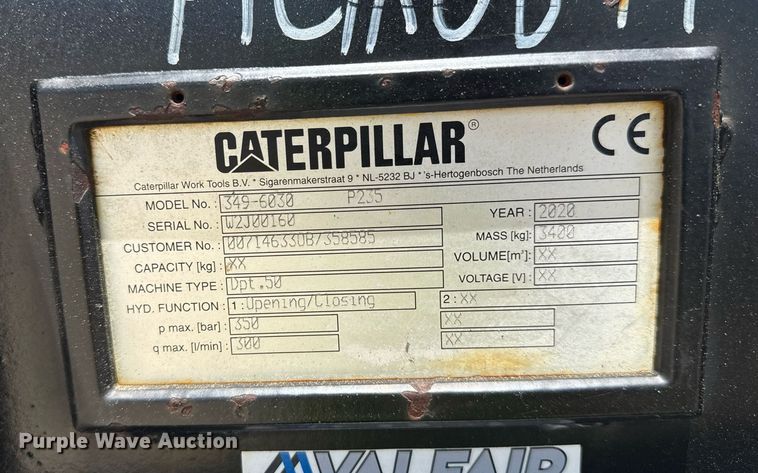 CATERPILLAR®
CE
Caterpillar Work Tools B.V. * Sigarenmakerstraat 9 * NL-5232 BJ * 's-Hertogenbosch The Netherlands
MODEL No. : 349-6030 P235
SERIAL No. : W2J00160 YEAR : 2020
CUSTOMER No. : 007146330B/358585 MASS [kg]: 3400
CAPACITY [kg] : XX VOLUME[m³]: XX
MACHINE TYPE : Dpt.50 VOLTAGE [V] : XX
HYD. FUNCTION : 1 : Opening/Closing 2 : XX
p max. [bar] : 350 XX
q max. [l/min] : 300 XX
Purple Wave Auction